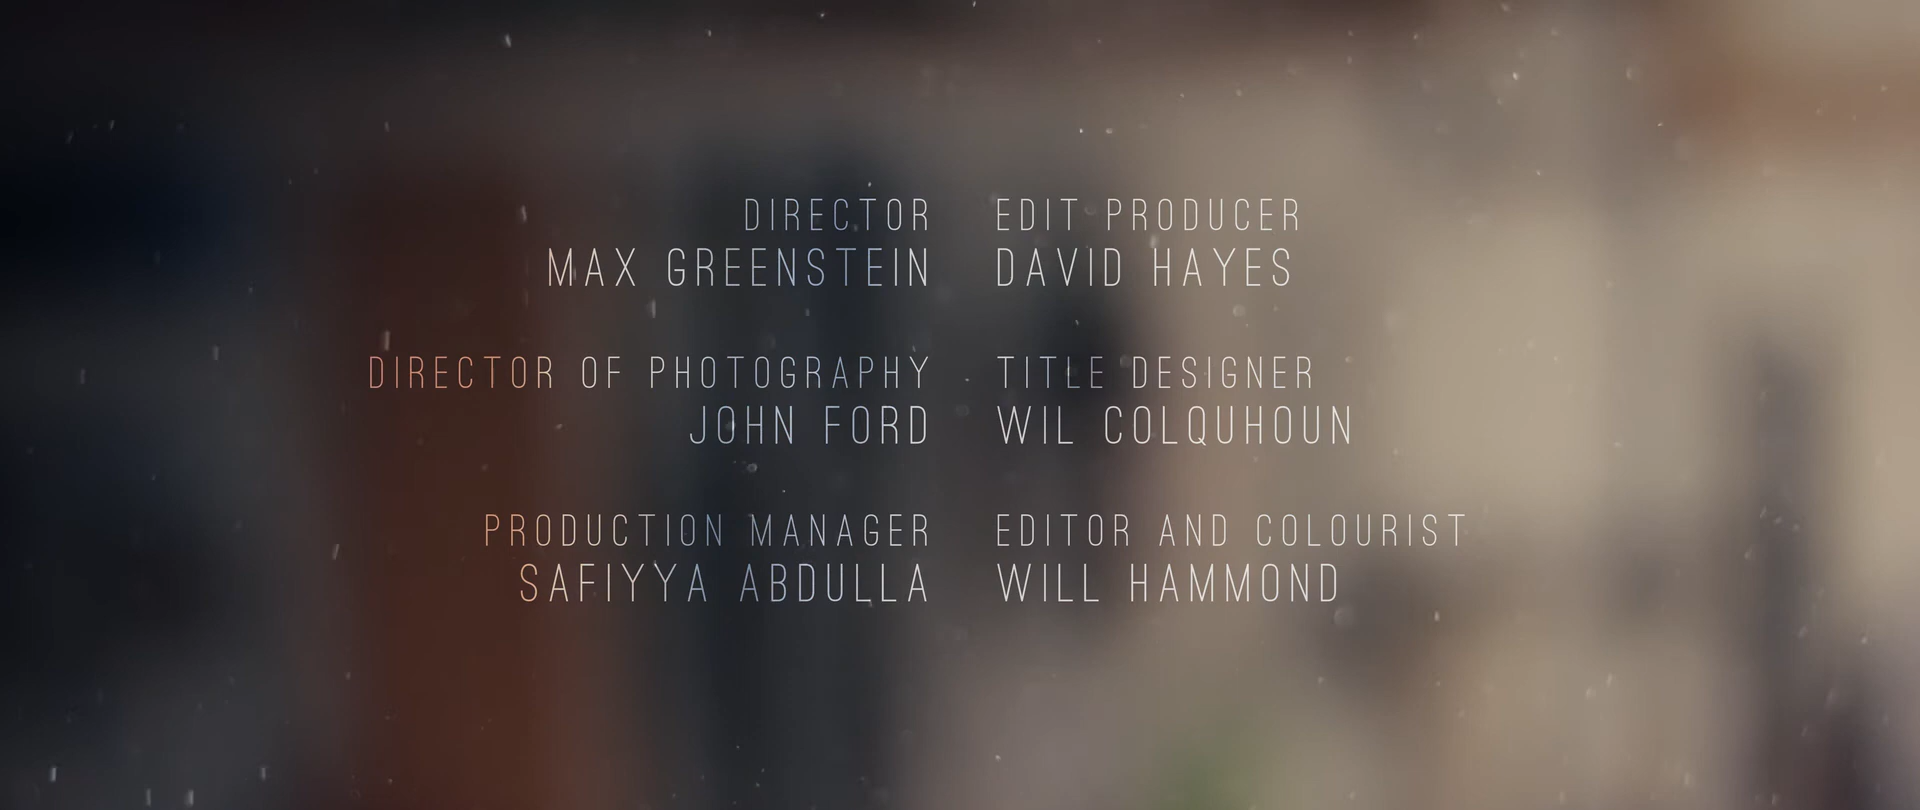 DIRECTOR
MAX GREENSTEIN
DIRECTOR OF PHOTOGRAPHY
JOHN FORD
PRODUCTION MANAGER
SAFIYYA ABDULLA
EDIT PRODUCER
DAVID HAYES
TITLE DESIGNER
WIL COLQUHOUN
EDITOR AND COLOURIST
WILL HAMMOND